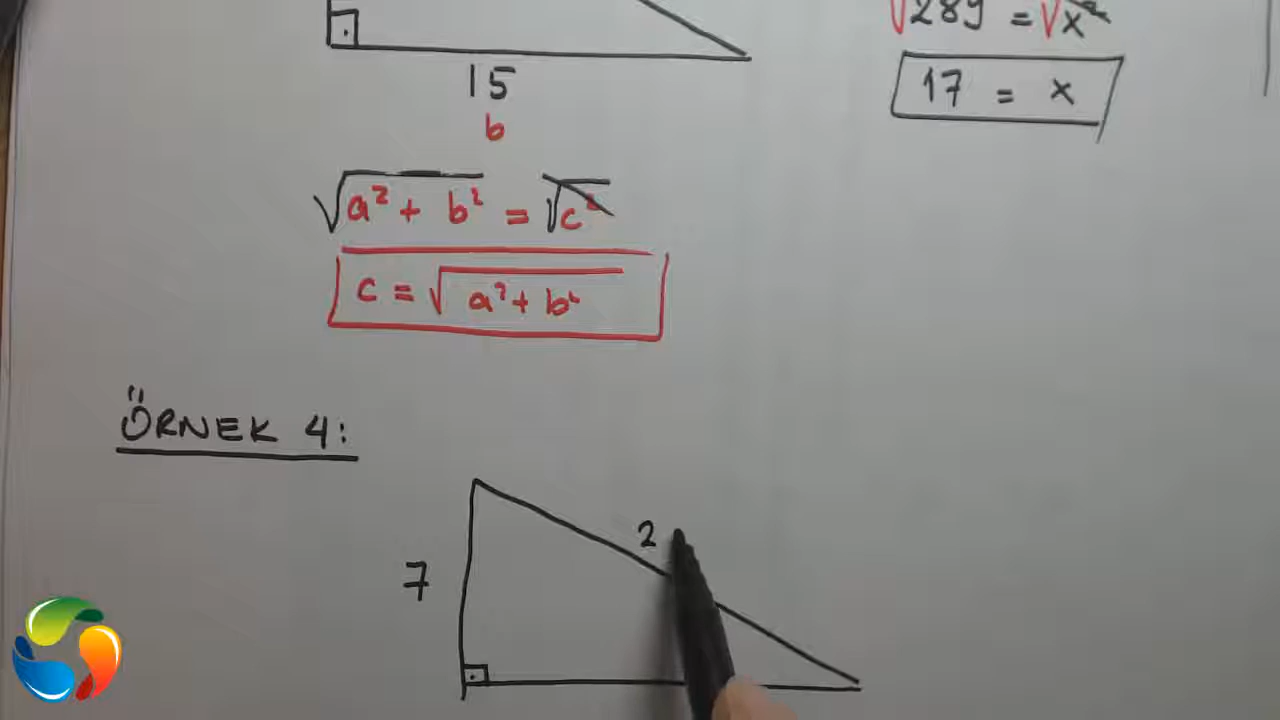 √289 = √x²
15
17 = x
b
√a² + b² = √c²
c = √a² + b²
ÖRNEK 4:
2
7